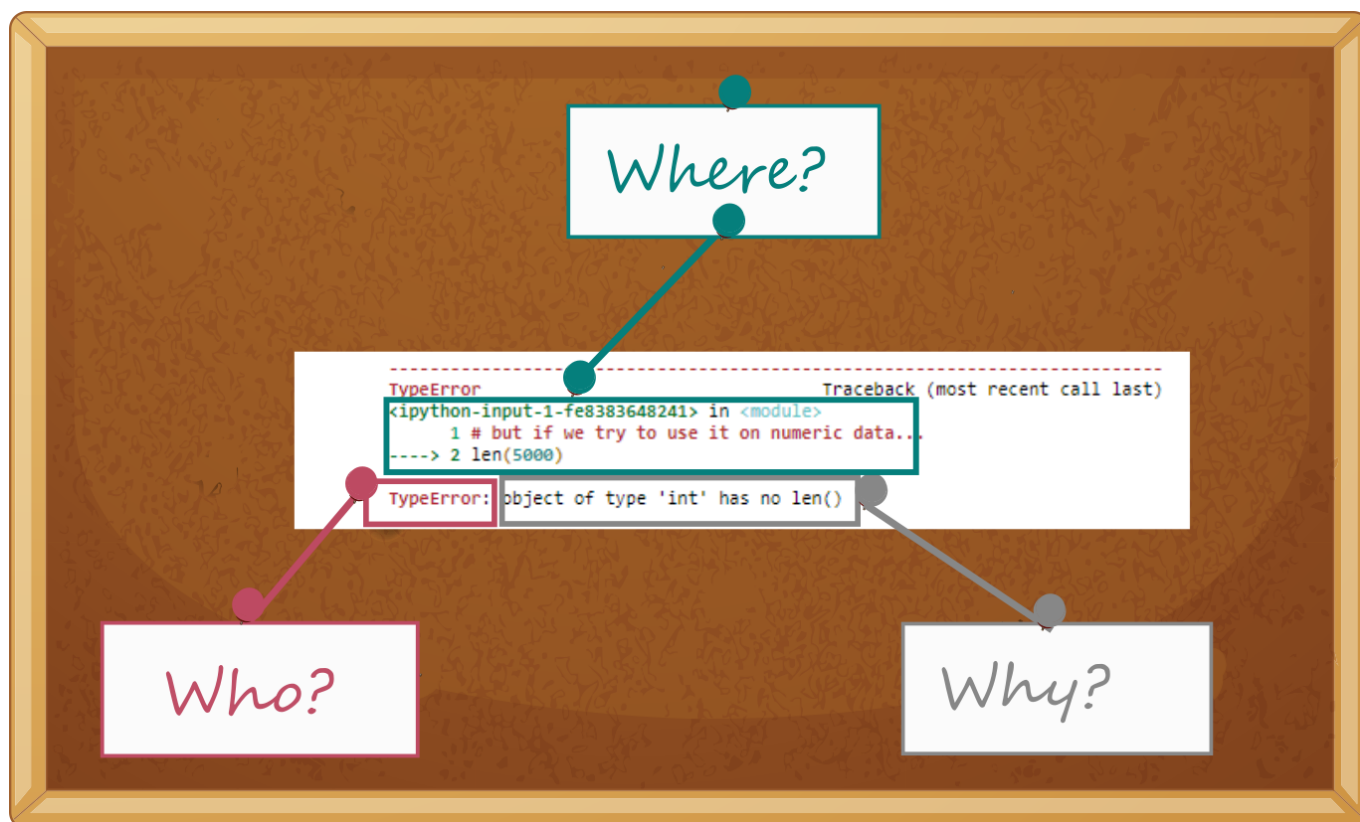 Where?
--------------------------------------------------------------------------------
TypeError Traceback (most recent call last)
<ipython-input-1-fe8383648241> in <module>
1 # but if we try to use it on numeric data...
----> 2 len(5000)
TypeError: object of type 'int' has no len()
Who?
Why?